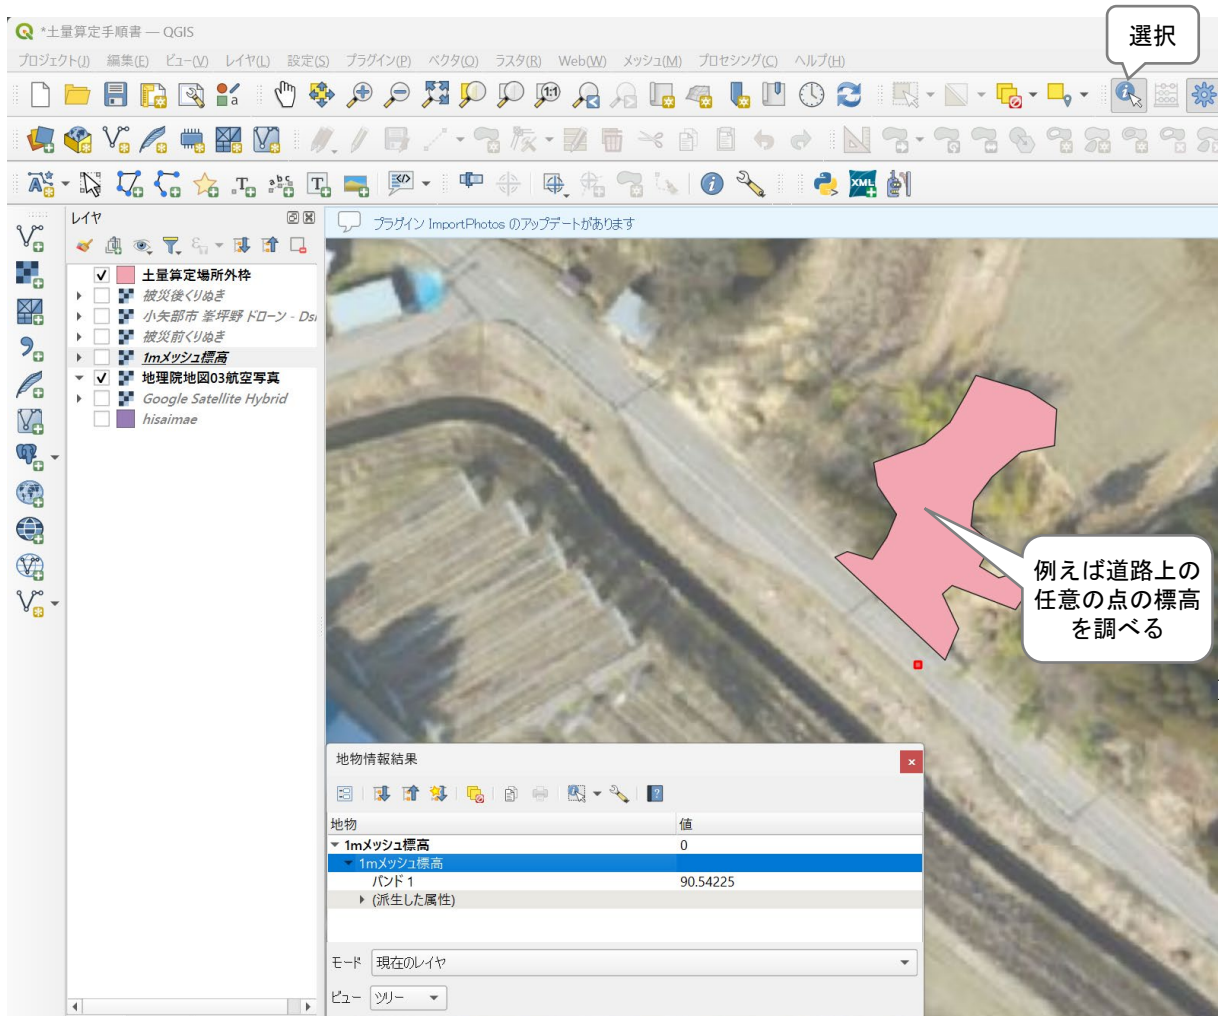 選択
*土量算定手順書 — QGIS
プロジェクト(J) 編集(E) ビュー(V) レイヤ(L) 設定(S) プラグイン(P) ベクタ(O) ラスタ(R) Web(W) メッシュ(M) プロセシング(C) ヘルプ(H)
レイヤ
プラグイン ImportPhotos のアップデートがあります
土量算定場所外枠
被災後くりぬき
小矢部市 峯坪野 ドローン - Ds
被災前くりぬき
1mメッシュ標高
地理院地図03航空写真
Google Satellite Hybrid
hisaimae
例えば道路上の
任意の点の標高
を調べる
地物情報結果
地物 値
1mメッシュ標高 0
1mメッシュ標高
バンド 1 90.54225
(派生した属性)
モード 現在のレイヤ
ビュー ツリー